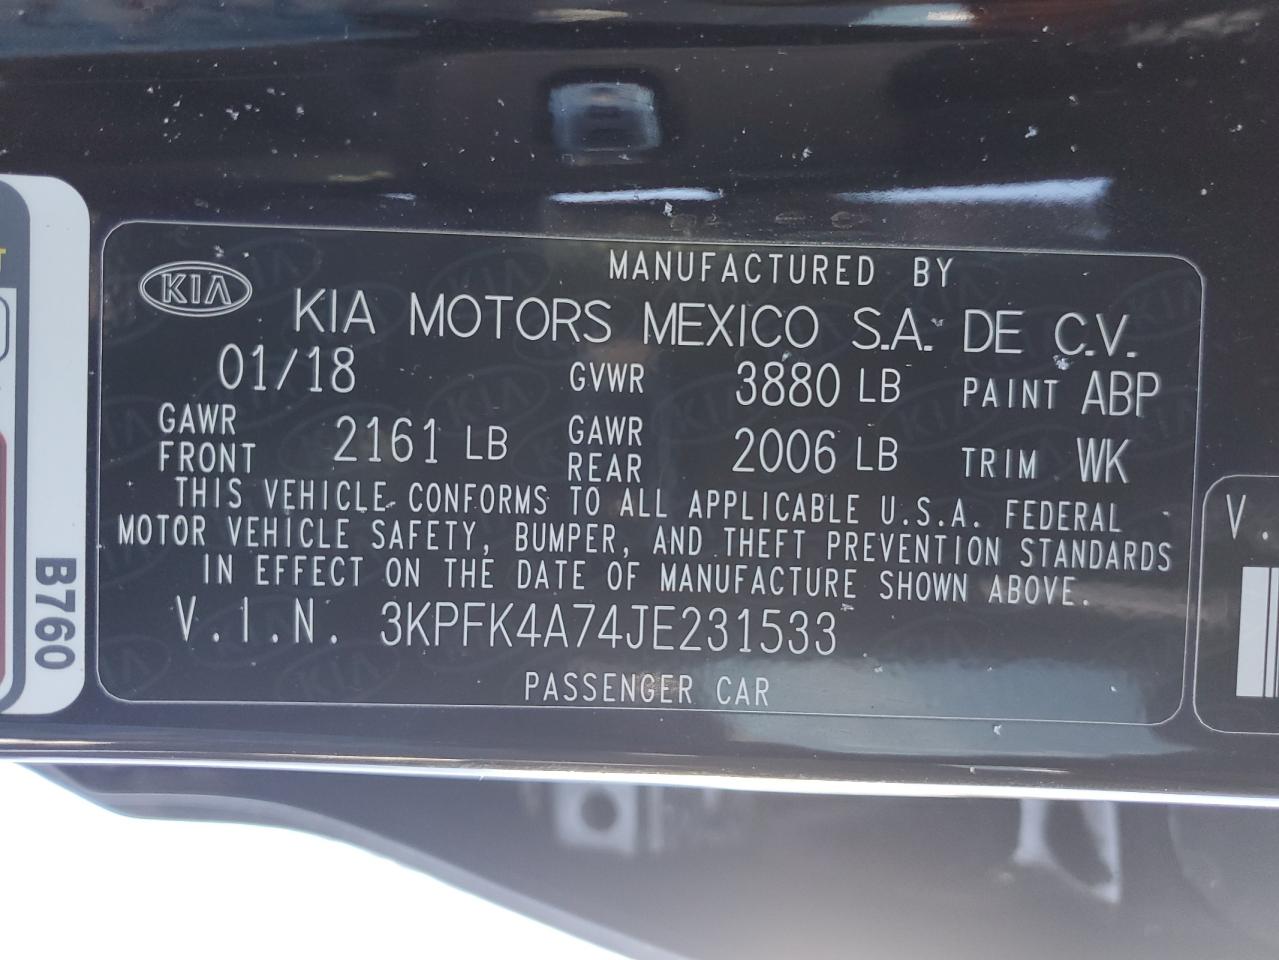 MANUFACTURED BY
KIA KIA MOTORS MEXICO S.A. DE C.V.
01/18 GVWR 3880 LB PAINT ABP
GAWR FRONT 2161 LB GAWR REAR 2006 LB TRIM WK
THIS VEHICLE CONFORMS TO ALL APPLICABLE U.S.A. FEDERAL
MOTOR VEHICLE SAFETY, BUMPER, AND THEFT PREVENTION STANDARDS
IN EFFECT ON THE DATE OF MANUFACTURE SHOWN ABOVE.
V.I.N. 3KPFK4A74JE231533
PASSENGER CAR
B760
V.